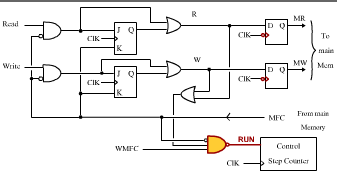 Read
R
J Q
ClK
K
D Q
MR
ClK
To
main
Mem
Write
W
J Q
ClK
K
D Q
MW
ClK
MFC
From main
Memory
WMFC
RUN
Control
Step Counter
ClK